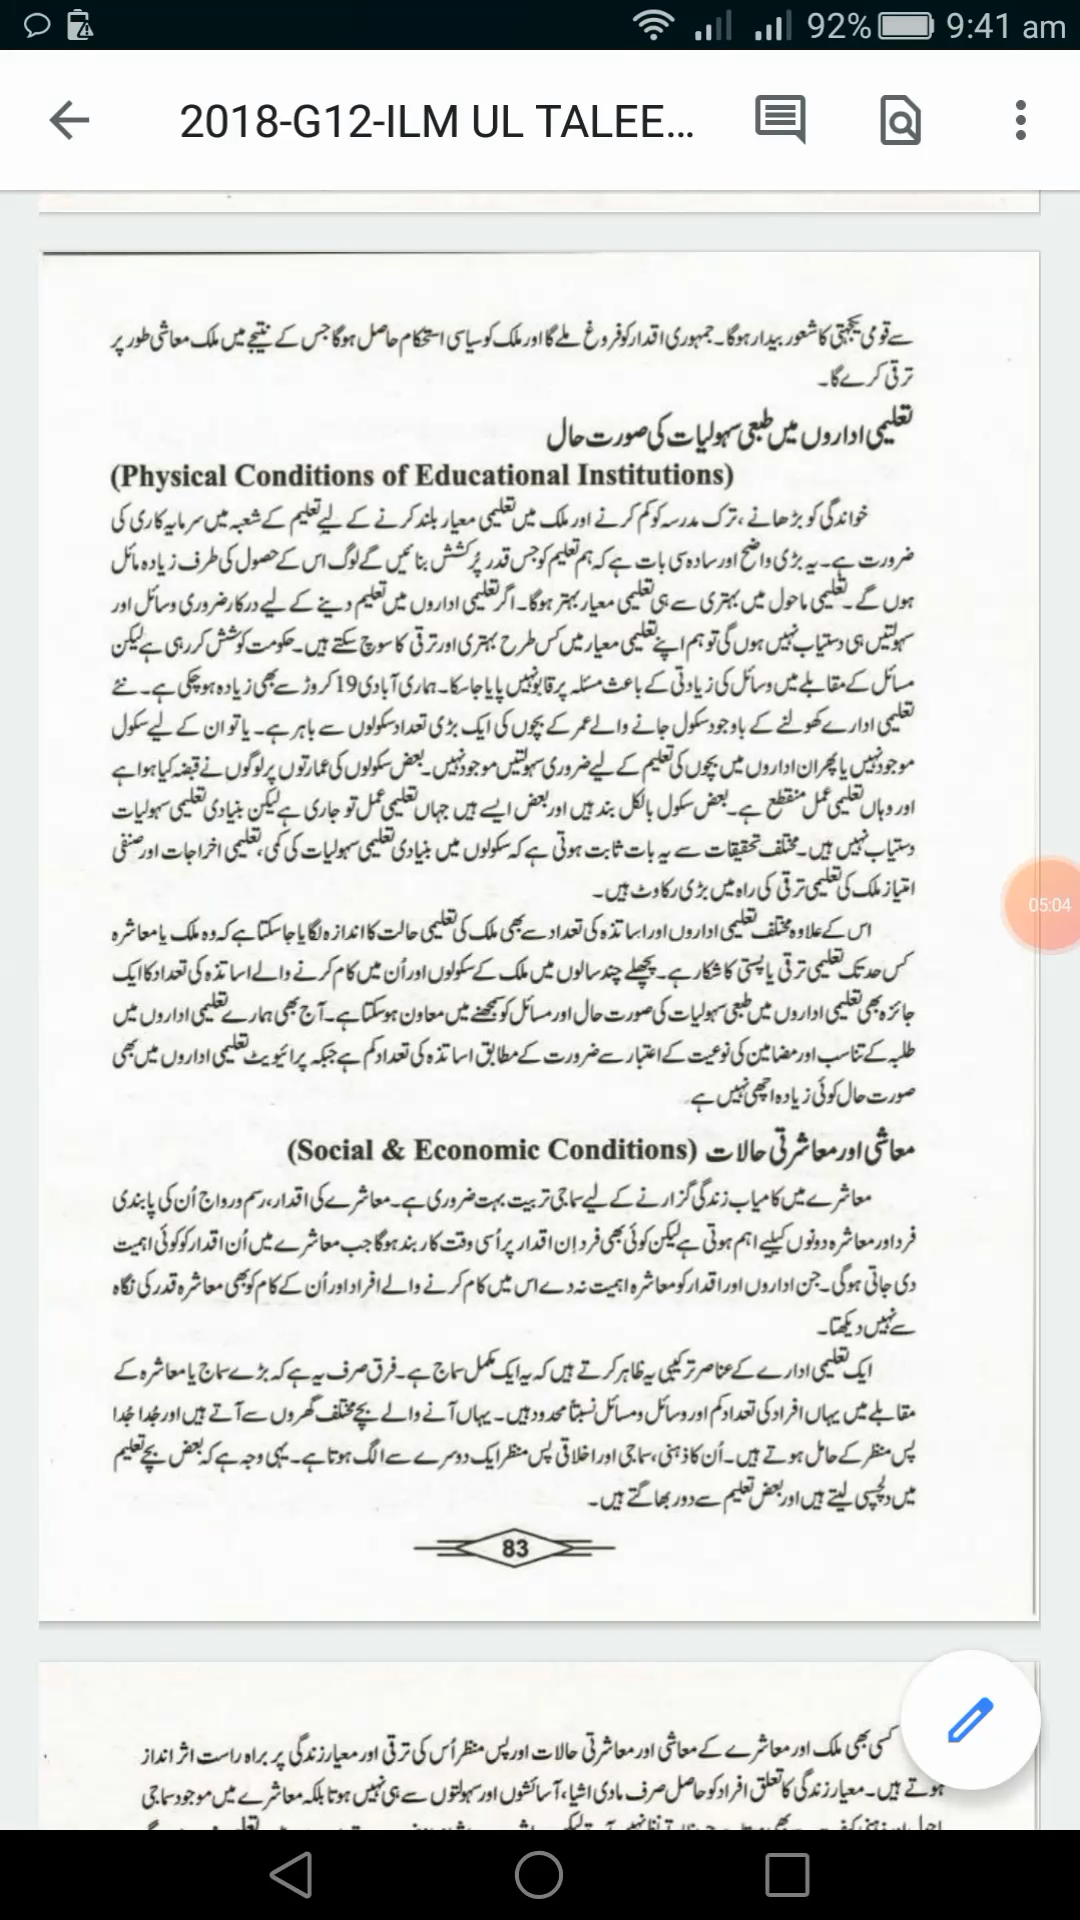 92%
9:41 am
2018-G12-ILM UL TALEE...
سے قومی یکجہتی کا شعور بیدار ہوگا۔ جمہوری اقدار کو فروغ ملے گا اور ملک کو سیاسی استحکام حاصل ہوگا جس کے نتیجے میں ملک معاشی طور پر
ترقی کرے گا۔
تعلیمی اداروں میں طبعی سہولیات کی صورت حال
(Physical Conditions of Educational Institutions)
خواندگی کو بڑھانے، ترک مدرسہ کو کم کرنے اور ملک میں تعلیمی معیار بلند کرنے کے لیے تعلیم کے شعبہ میں سرمایہ کاری کی
ضرورت ہے۔ یہ بڑی واضح اور سادہ سی بات ہے کہ ہم تعلیم کو جس قدر پُرکشش بنائیں گے لوگ اس کے حصول کی طرف زیادہ مائل
ہوں گے۔ تعلیمی ماحول میں بہتری سے ہی تعلیمی معیار بہتر ہوگا۔ اگر تعلیمی اداروں میں تعلیم دینے کے لیے درکار ضروری وسائل اور
سہولتیں ہی دستیاب نہیں ہوں گی تو ہم اپنے تعلیمی معیار میں کس طرح بہتری اور ترقی کا سوچ سکتے ہیں۔ حکومت کوشش کر رہی ہے لیکن
مسائل کے مقابلے میں وسائل کی زیادتی کے باعث مسئلہ پر قابو نہیں پایا جاسکا۔ ہماری آبادی 19 کروڑ سے بھی زیادہ ہو چکی ہے۔ نئے
تعلیمی ادارے کھولنے کے باوجود سکول جانے والے عمر کے بچوں کی ایک بڑی تعداد سکولوں سے باہر ہے۔ یا تو ان کے لیے سکول
موجود نہیں یا پھر ان اداروں میں بچوں کی تعلیم کے لیے ضروری سہولتیں موجود نہیں۔ بعض سکولوں کی عمارتوں پر لوگوں نے قبضہ کیا ہوا ہے
اور وہاں تعلیمی عمل منقطع ہے۔ بعض سکول بالکل بند ہیں اور بعض ایسے ہیں جہاں تعلیمی عمل تو جاری ہے لیکن بنیادی تعلیمی سہولیات
دستیاب نہیں ہیں۔ مختلف تحقیقات سے یہ بات ثابت ہوتی ہے کہ سکولوں میں بنیادی تعلیمی سہولیات کی کمی، تعلیمی اخراجات اور صنفی
امتیاز ملک کی تعلیمی ترقی کی راہ میں بڑی رکاوٹ ہیں۔
اس کے علاوہ مختلف تعلیمی اداروں اور اساتذہ کی تعداد سے بھی ملک کی تعلیمی حالت کا اندازہ لگایا جاسکتا ہے کہ وہ ملک یا معاشرہ
کس حد تک تعلیمی ترقی یا پستی کا شکار ہے۔ پچھلے چند سالوں میں ملک کے سکولوں اور اُن میں کام کرنے والے اساتذہ کی تعداد کا ایک
جائزہ بھی تعلیمی اداروں میں طبعی سہولیات کی صورت حال اور مسائل کو سمجھنے میں معاون ہوسکتا ہے۔ آج بھی ہمارے تعلیمی اداروں میں
طلبہ کے تناسب اور مضامین کی نوعیت کے اعتبار سے ضرورت کے مطابق اساتذہ کی تعداد کم ہے جبکہ پرائیویٹ تعلیمی اداروں میں بھی
صورت حال کوئی زیادہ اچھی نہیں ہے۔
05:04
معاشی اور معاشرتی حالات (Social & Economic Conditions)
معاشرے میں کامیاب زندگی گزارنے کے لیے سماجی تربیت بہت ضروری ہے۔ معاشرے کی اقدار، رسم و رواج اُن کی پابندی
فرد اور معاشرہ دونوں کیلیے اہم ہوتی ہے لیکن کوئی بھی فرد اِن اقدار پر اُسی وقت کاربند ہوگا جب معاشرے میں اُن اقدار کو کوئی اہمیت
دی جاتی ہوگی۔ جن اداروں اور اقدار کو معاشرہ اہمیت نہ دے اس میں کام کرنے والے افراد اور اُن کے کام کو بھی معاشرہ قدر کی نگاہ
سے نہیں دیکھتا۔
ایک تعلیمی ادارے کے عناصر ترکیبی یہ ظاہر کرتے ہیں کہ یہ ایک مکمل سماج ہے۔ فرق صرف یہ ہے کہ بڑے سماج یا معاشرہ کے
مقابلے میں یہاں افراد کی تعداد کم اور وسائل و مسائل نسبتاً محدود ہیں۔ یہاں آنے والے بچے مختلف گھروں سے آتے ہیں اور جُدا جُدا
پس منظر کے حامل ہوتے ہیں۔ اُن کا ذہنی، سماجی اور اخلاقی پس منظر ایک دوسرے سے الگ ہوتا ہے۔ یہی وجہ ہے کہ بعض بچے تعلیم
میں دلچسپی لیتے ہیں اور بعض تعلیم سے دور بھاگتے ہیں۔
83
کسی بھی ملک اور معاشرے کے معاشی اور معاشرتی حالات اور پس منظر اُس کی ترقی اور معیار زندگی پر براہ راست اثر انداز
ہوتے ہیں۔ معیار زندگی کا تعلق افراد کو حاصل صرف مادی اشیا، آسائشوں اور سہولتوں سے ہی نہیں ہوتا بلکہ معاشرے میں موجود سماجی